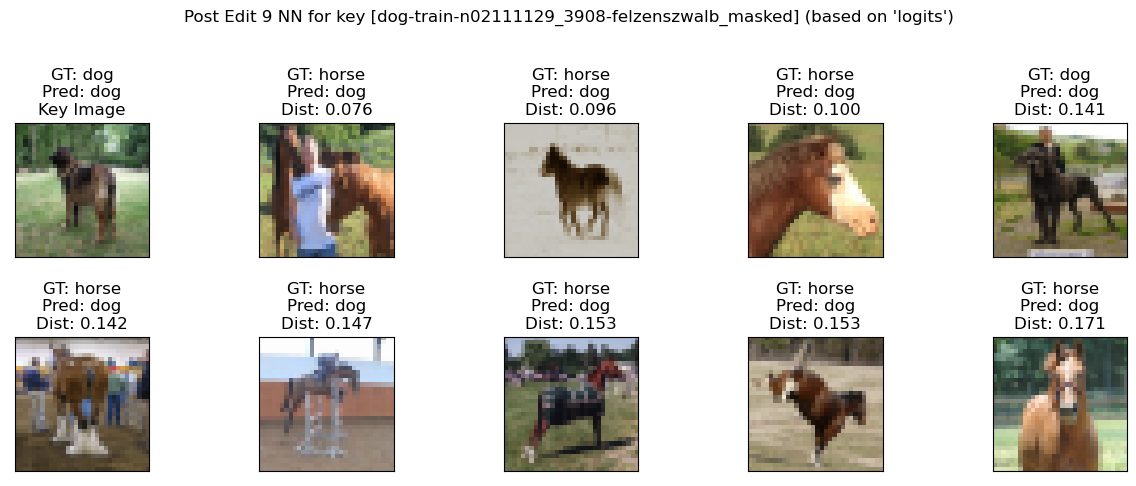 Post Edit 9 NN for key [dog-train-n02111129_3908-felzenszwalb_masked] (based on 'logits')
GT: dog
Pred: dog
Key Image
GT: horse
Pred: dog
Dist: 0.076
GT: horse
Pred: dog
Dist: 0.096
GT: horse
Pred: dog
Dist: 0.100
GT: dog
Pred: dog
Dist: 0.141
GT: horse
Pred: dog
Dist: 0.142
GT: horse
Pred: dog
Dist: 0.147
GT: horse
Pred: dog
Dist: 0.153
GT: horse
Pred: dog
Dist: 0.153
GT: horse
Pred: dog
Dist: 0.171